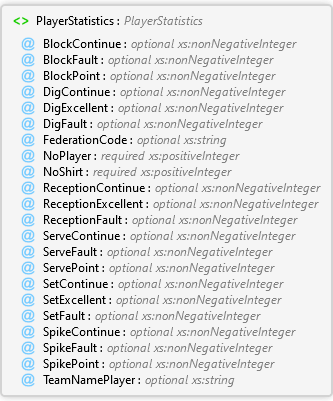 <> PlayerStatistics : PlayerStatistics
@ BlockContinue : optional xs:nonNegativeInteger
@ BlockFault : optional xs:nonNegativeInteger
@ BlockPoint : optional xs:nonNegativeInteger
@ DigContinue : optional xs:nonNegativeInteger
@ DigExcellent : optional xs:nonNegativeInteger
@ DigFault : optional xs:nonNegativeInteger
@ FederationCode : optional xs:string
@ NoPlayer : required xs:positiveInteger
@ NoShirt : required xs:positiveInteger
@ ReceptionContinue : optional xs:nonNegativeInteger
@ ReceptionExcellent : optional xs:nonNegativeInteger
@ ReceptionFault : optional xs:nonNegativeInteger
@ ServeContinue : optional xs:nonNegativeInteger
@ ServeFault : optional xs:nonNegativeInteger
@ ServePoint : optional xs:nonNegativeInteger
@ SetContinue : optional xs:nonNegativeInteger
@ SetExcellent : optional xs:nonNegativeInteger
@ SetFault : optional xs:nonNegativeInteger
@ SpikeContinue : optional xs:nonNegativeInteger
@ SpikeFault : optional xs:nonNegativeInteger
@ SpikePoint : optional xs:nonNegativeInteger
@ TeamNamePlayer : optional xs:string